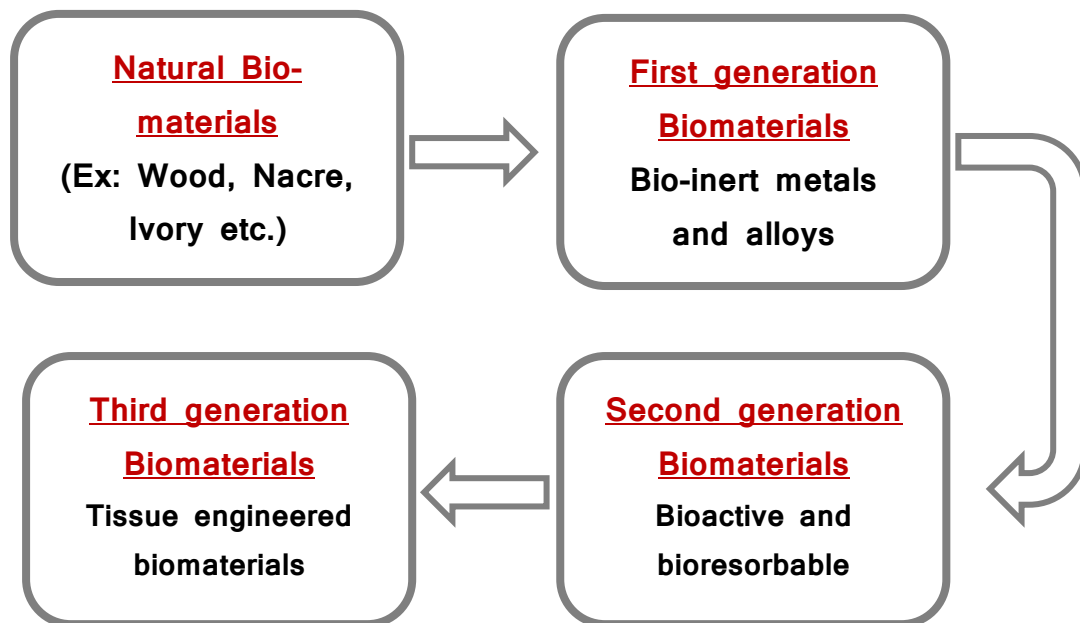 Natural Bio-
materials
(Ex: Wood, Nacre,
Ivory etc.)
First generation
Biomaterials
Bio-inert metals
and alloys
Second generation
Biomaterials
Bioactive and
bioresorbable
Third generation
Biomaterials
Tissue engineered
biomaterials